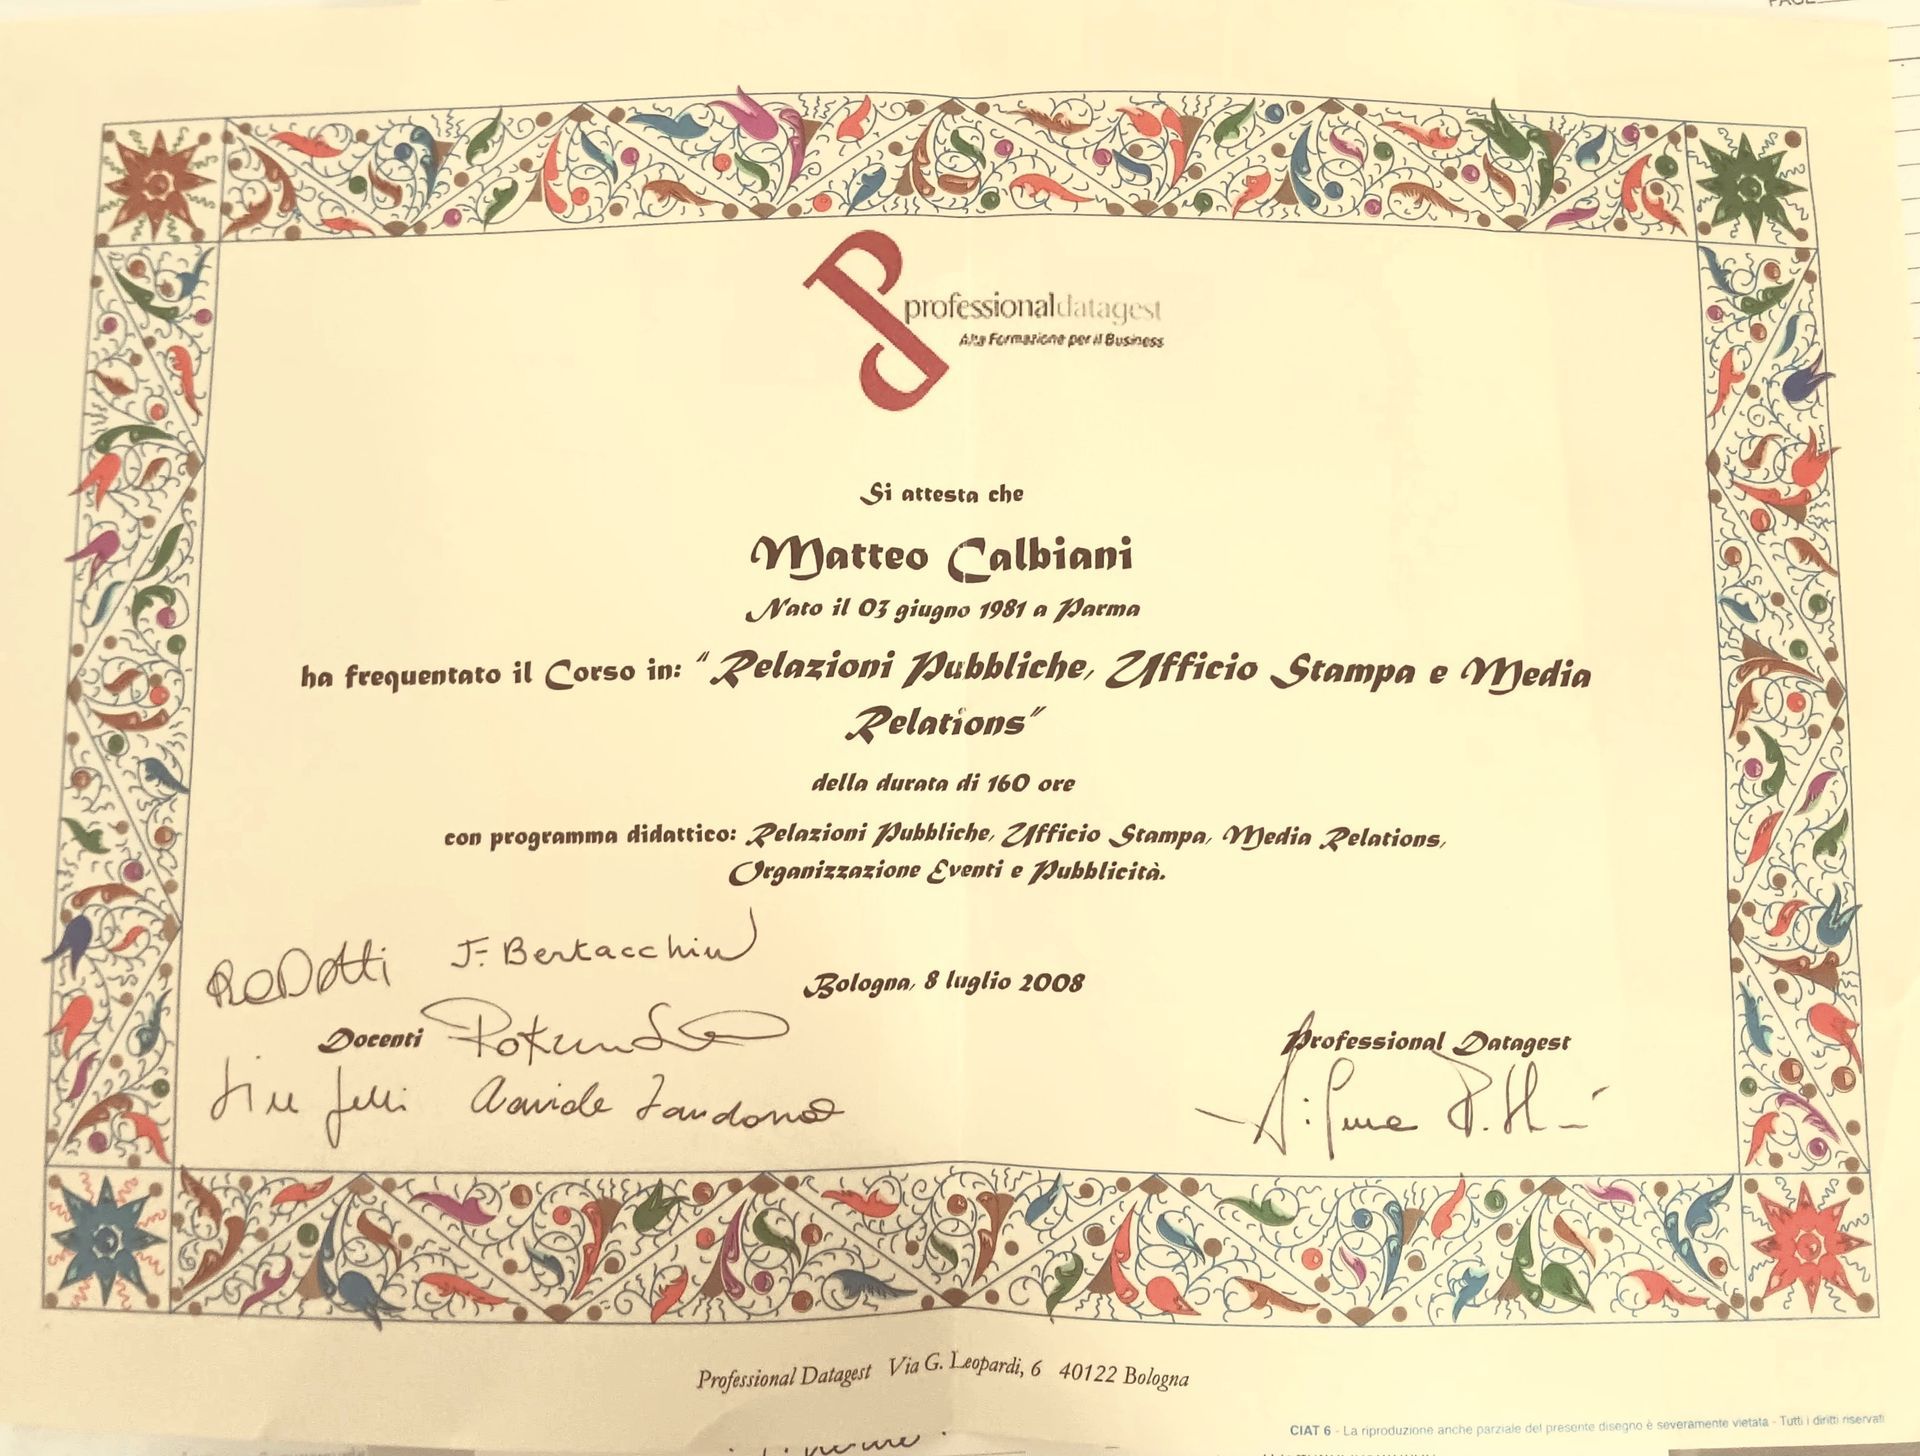 professionaldatagest
Alta Formazione per il Business
Si attesta che
Matteo Calbiani
Nato il 03 giugno 1981 a Parma
ha frequentato il Corso in: "Relazioni Pubbliche, Ufficio Stampa e Media
Relations"
della durata di 160 ore
con programma didattico: Relazioni Pubbliche, Ufficio Stampa, Media Relations,
Organizzazione Eventi e Pubblicità.
F. Bertacchini
Bologna, 8 luglio 2008
Docenti
Professional Datagest
Davide
Professional Datagest Via G. Leopardi, 6 40122 Bologna
CIAT 6 - La riproduzione anche parziale del presente disegno è severamente vietata - Tutti i diritti riservati